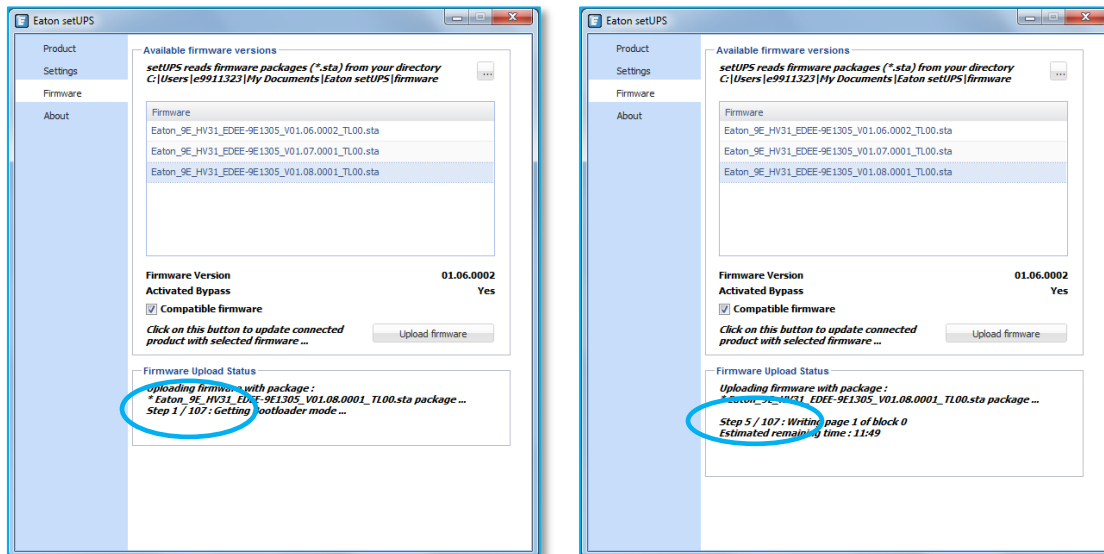 Eaton setUPS
Product
Settings
Firmware
About
Available firmware versions
setUPS reads firmware packages (*.sta) from your directory
C:\Users\e9911323\My Documents\Eaton setUPS\firmware
...
Firmware
Eaton_9E_HV31_EDEE-9E1305_V01.06.0002_TL00.sta
Eaton_9E_HV31_EDEE-9E1305_V01.07.0001_TL00.sta
Eaton_9E_HV31_EDEE-9E1305_V01.08.0001_TL00.sta
Firmware Version 01.06.0002
Activated Bypass Yes
Compatible firmware
Click on this button to update connected
product with selected firmware ...
Upload firmware
Firmware Upload Status
Uploading firmware with package :
* Eaton_9E_HV31_EDEE-9E1305_V01.08.0001_TL00.sta package ...
Step 1 / 107 : Getting Bootloader mode ...
Eaton setUPS
Product
Settings
Firmware
About
Available firmware versions
setUPS reads firmware packages (*.sta) from your directory
C:\Users\e9911323\My Documents\Eaton setUPS\firmware
...
Firmware
Eaton_9E_HV31_EDEE-9E1305_V01.06.0002_TL00.sta
Eaton_9E_HV31_EDEE-9E1305_V01.07.0001_TL00.sta
Eaton_9E_HV31_EDEE-9E1305_V01.08.0001_TL00.sta
Firmware Version 01.06.0002
Activated Bypass Yes
Compatible firmware
Click on this button to update connected
product with selected firmware ...
Upload firmware
Firmware Upload Status
Uploading firmware with package :
* Eaton_9E_HV31_EDEE-9E1305_V01.08.0001_TL00.sta package ...
Step 5 / 107 : Writing page 1 of block 0
Estimated remaining time : 11:49